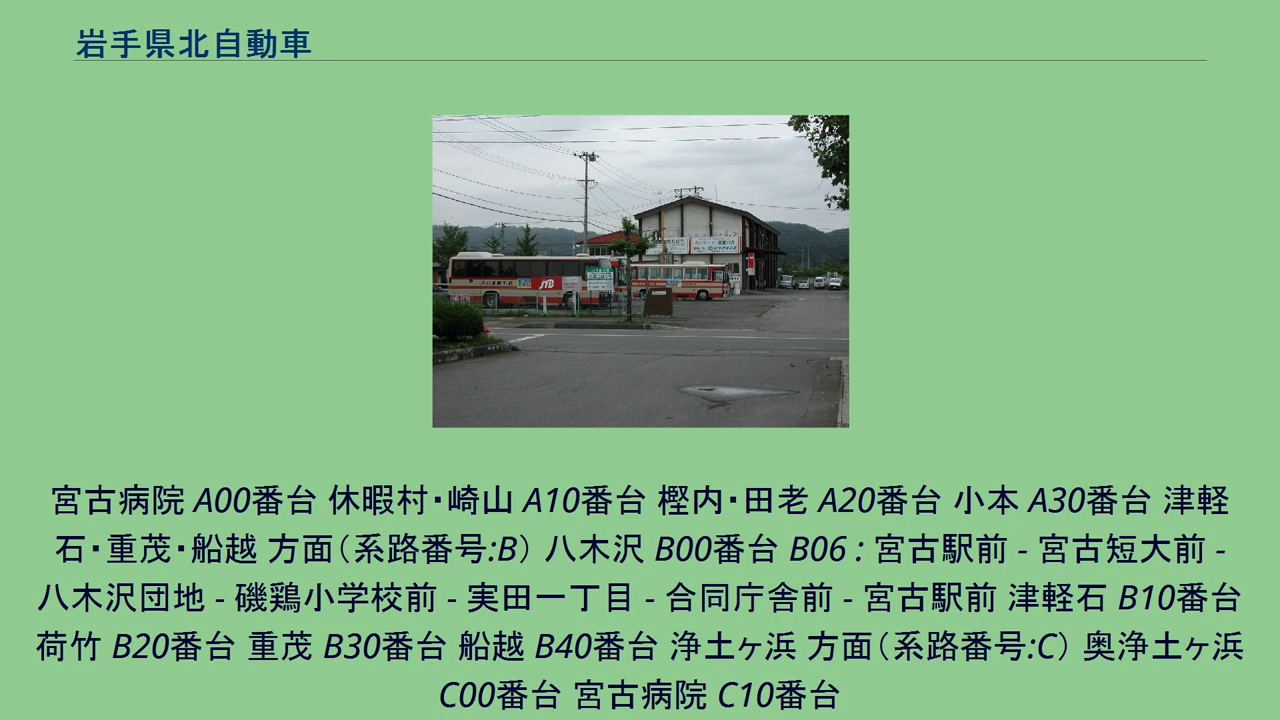 岩手県北自動車
JTB
宮古病院 A00番台 休暇村・崎山 A10番台 樫内・田老 A20番台 小本 A30番台 津軽
石・重茂・船越 方面（系路番号:B） 八木沢 B00番台 B06 : 宮古駅前 - 宮古短大前 -
八木沢団地 - 磯鶏小学校前 - 実田一丁目 - 合同庁舎前 - 宮古駅前 津軽石 B10番台
荷竹 B20番台 重茂 B30番台 船越 B40番台 浄土ヶ浜 方面（系路番号:C） 奥浄土ヶ浜
C00番台 宮古病院 C10番台